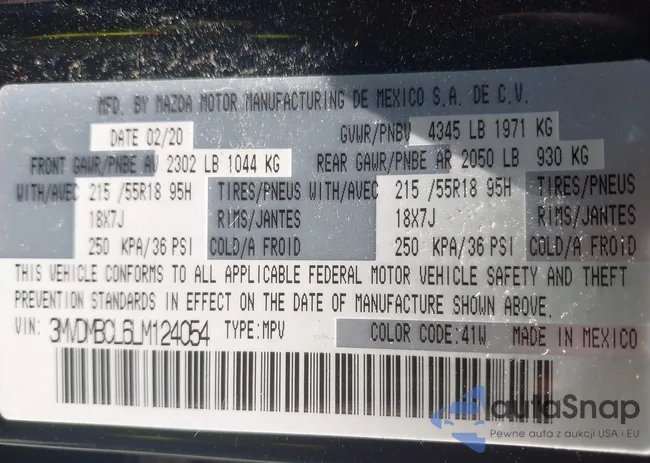 MFD. BY MAZDA MOTOR MANUFACTURING DE MEXICO S.A. DE C.V.
DATE 02/20 GVWR/PNBV 4345 LB 1971 KG
FRONT GAWR/PNBE AV 2302 LB 1044 KG REAR GAWR/PNBE AR 2050 LB 930 KG
WITH/AVEC 215 /55R18 95H TIRES/PNEUS WITH/AVEC 215 /55R18 95H TIRES/PNEUS
18X7J RIMS/JANTES 18X7J RIMS/JANTES
250 KPA/36 PSI COLD/A FROID 250 KPA/36 PSI COLD/A FROID
THIS VEHICLE CONFORMS TO ALL APPLICABLE FEDERAL MOTOR VEHICLE SAFETY AND THEFT
PREVENTION STANDARDS IN EFFECT ON THE DATE OF MANUFACTURE SHOWN ABOVE.
VIN: 3MVDMBCL6LM124054 TYPE:MPV COLOR CODE:41W MADE IN MEXICO
autaSnap
Pewne auta z aukcji USA i EU